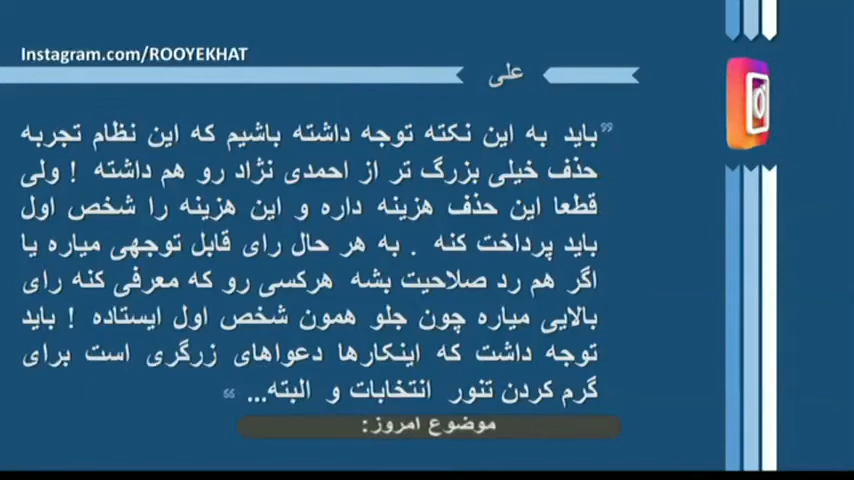 Instagram.com/ROOYEKHAT
علی
"باید به این نکته توجه داشته باشیم که این نظام تجربه
حذف خیلی بزرگ تر از احمدی نژاد رو هم داشته ! ولی
قطعا این حذف هزینه داره و این هزینه را شخص اول
باید پرداخت کنه . به هر حال رای قابل توجهی میاره یا
اگر هم رد صلاحیت بشه هرکسی رو که معرفی کنه رای
بالایی میاره چون جلو همون شخص اول ایستاده ! باید
توجه داشت که اینکارها دعواهای زرگری است برای
گرم کردن تنور انتخابات و البته... "
موضوع امروز: